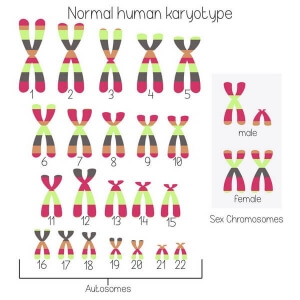 Normal human karyotype
1 2 3 4 5
6 7 8 9 10
male
11 12 13 14 15
Female
Sex Chromosomes
16 17 18 19 20 21 22
Autosomes